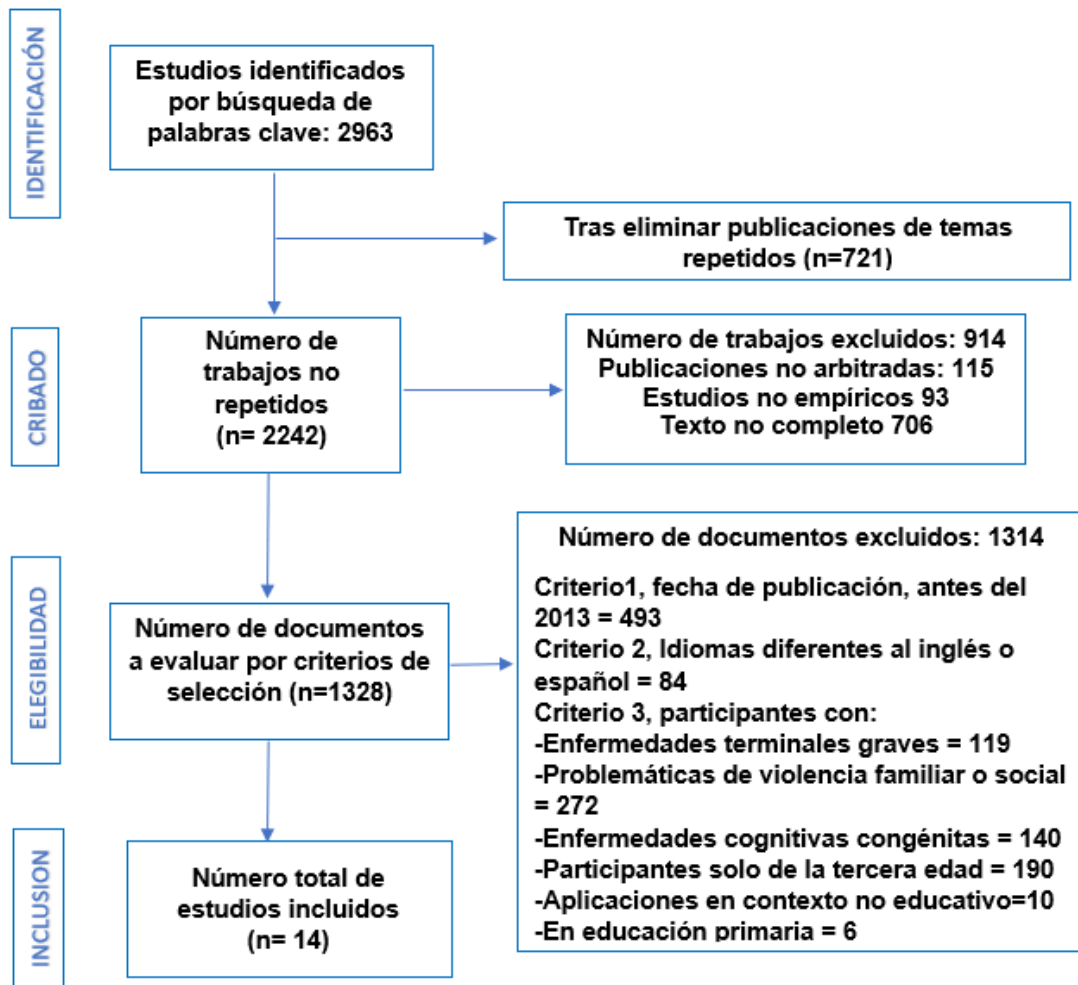 IDENTIFICACIÓN
Estudios identificados
por búsqueda de
palabras clave: 2963
Tras eliminar publicaciones de temas
repetidos (n=721)
CRIBADO
Número de
trabajos no
repetidos
(n= 2242)
Número de trabajos excluidos: 914
Publicaciones no arbitradas: 115
Estudios no empíricos 93
Texto no completo 706
ELEGIBILIDAD
Número de documentos
a evaluar por criterios de
selección (n=1328)
Número de documentos excluidos: 1314
Criterio1, fecha de publicación, antes del
2013 = 493
Criterio 2, Idiomas diferentes al inglés o
español = 84
Criterio 3, participantes con:
-Enfermedades terminales graves = 119
-Problemáticas de violencia familiar o social
= 272
-Enfermedades cognitivas congénitas = 140
-Participantes solo de la tercera edad = 190
-Aplicaciones en contexto no educativo=10
-En educación primaria = 6
INCLUSION
Número total de
estudios incluidos
(n= 14)